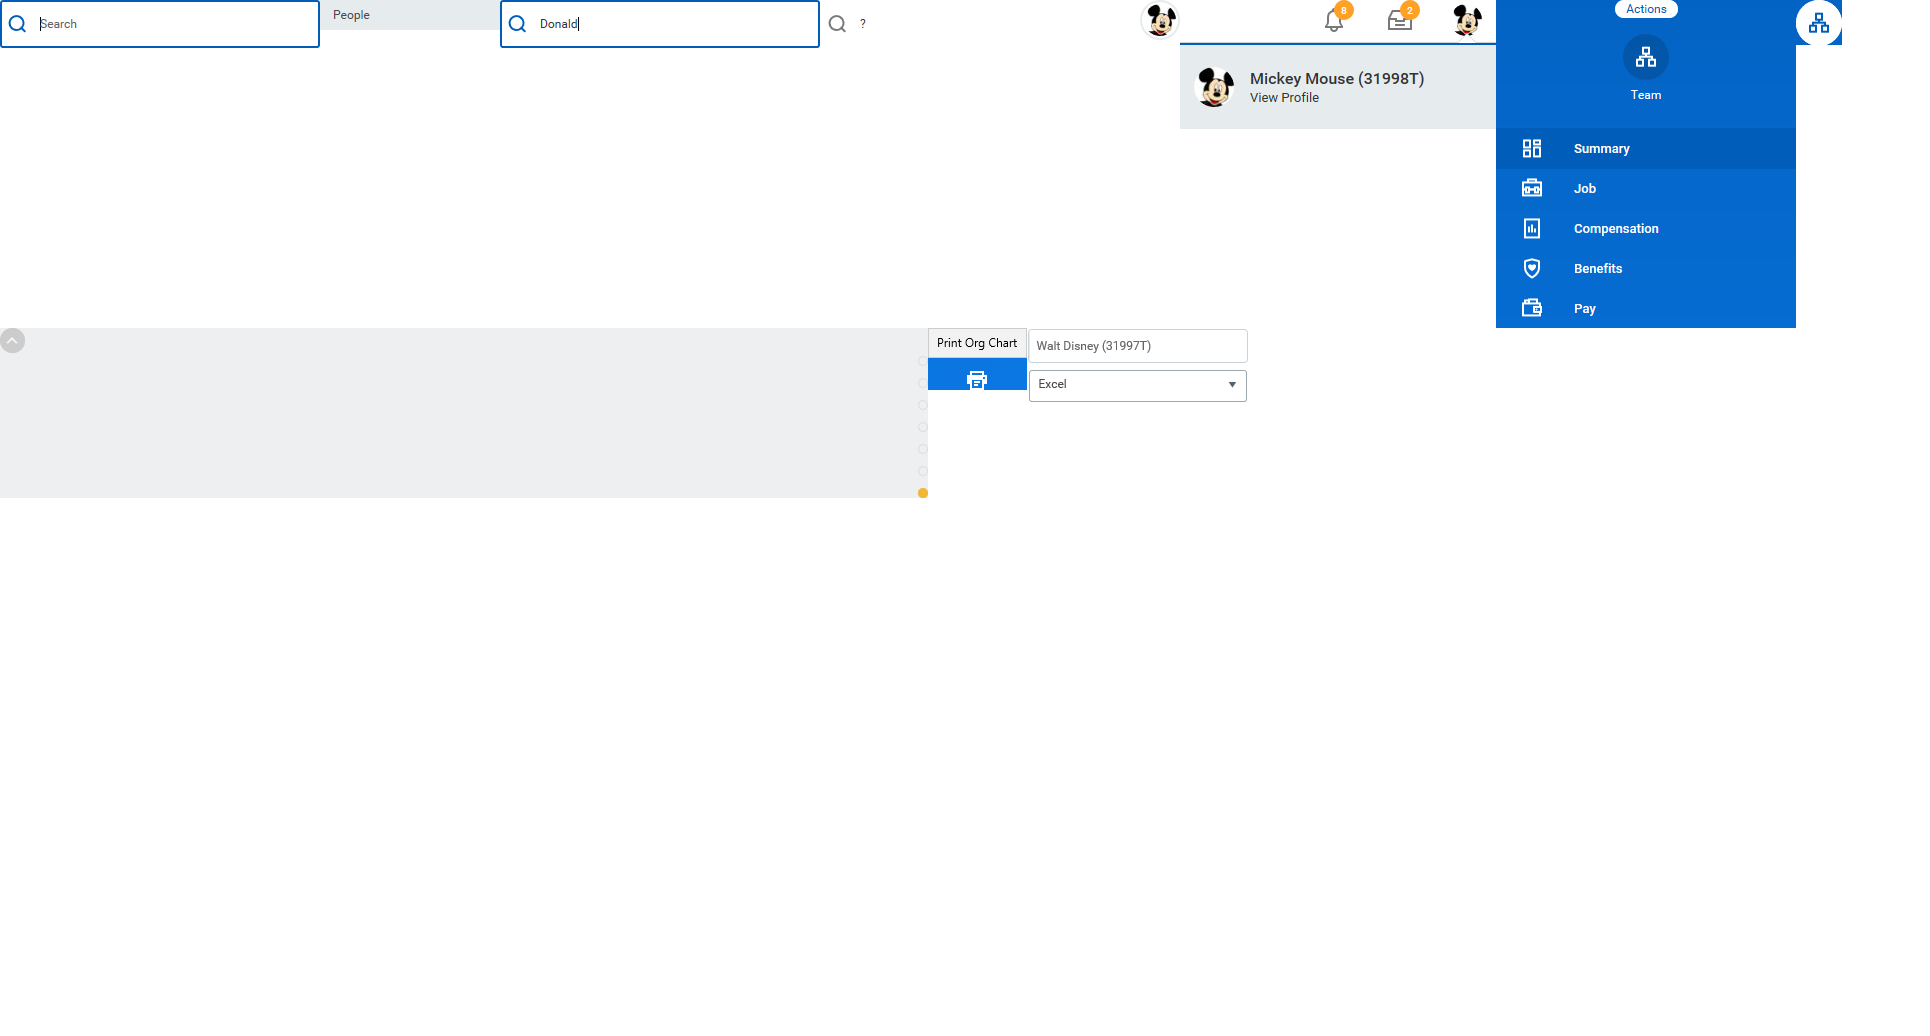 Search
People
Donald
?
8
2
Mickey Mouse (31998T)
View Profile
Actions
Team
Summary
Job
Compensation
Benefits
Pay
Print Org Chart
Walt Disney (31997T)
Excel